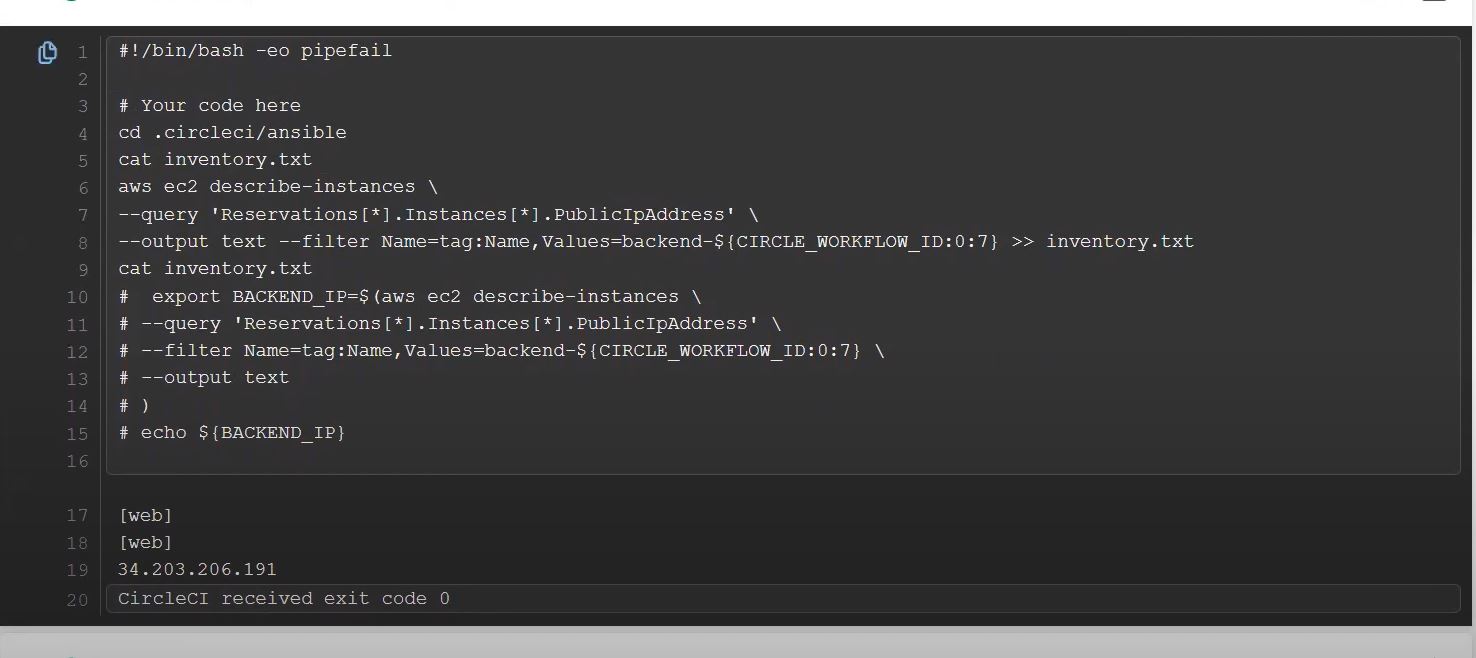 1 #!/bin/bash -eo pipefail
2
3 # Your code here
4 cd .circleci/ansible
5 cat inventory.txt
6 aws ec2 describe-instances \
7 --query 'Reservations[*].Instances[*].PublicIpAddress' \
8 --output text --filter Name=tag:Name,Values=backend-${CIRCLE_WORKFLOW_ID:0:7} >> inventory.txt
9 cat inventory.txt
10 #  export BACKEND_IP=$(aws ec2 describe-instances \
11 # --query 'Reservations[*].Instances[*].PublicIpAddress' \
12 # --filter Name=tag:Name,Values=backend-${CIRCLE_WORKFLOW_ID:0:7} \
13 # --output text
14 # )
15 # echo ${BACKEND_IP}
16
17 [web]
18 [web]
19 34.203.206.191
20 CircleCI received exit code 0